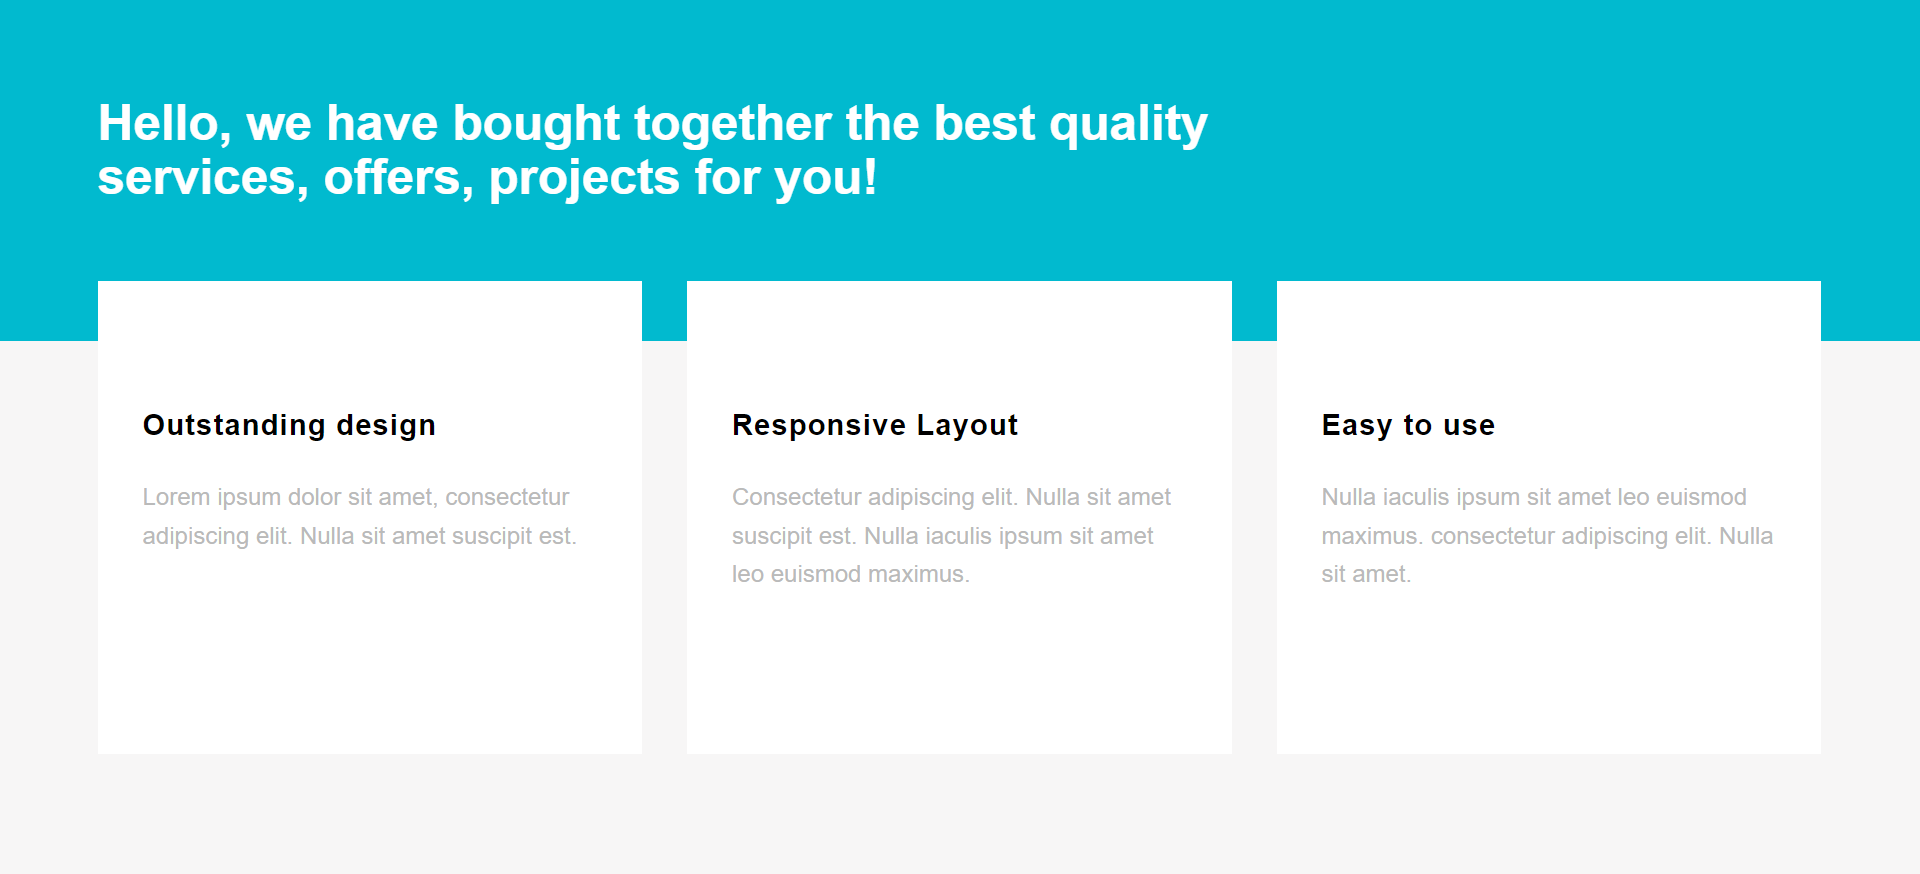 Hello, we have bought together the best quality
services, offers, projects for you!
Outstanding design
Lorem ipsum dolor sit amet, consectetur
adipiscing elit. Nulla sit amet suscipit est.
Responsive Layout
Consectetur adipiscing elit. Nulla sit amet
suscipit est. Nulla iaculis ipsum sit amet
leo euismod maximus.
Easy to use
Nulla iaculis ipsum sit amet leo euismod
maximus. consectetur adipiscing elit. Nulla
sit amet.